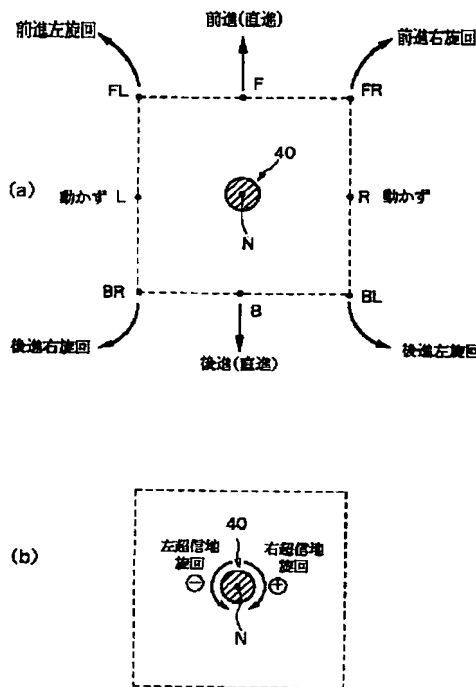 前進(直進)
前進左旋回
前進右旋回
FL
F
FR
40
(a)
動かず L
R 動かず
N
BR
B
BL
後進右旋回
後進(直進)
後進左旋回
40
(b)
左超信地
旋回
右超信地
旋回
−
+
N